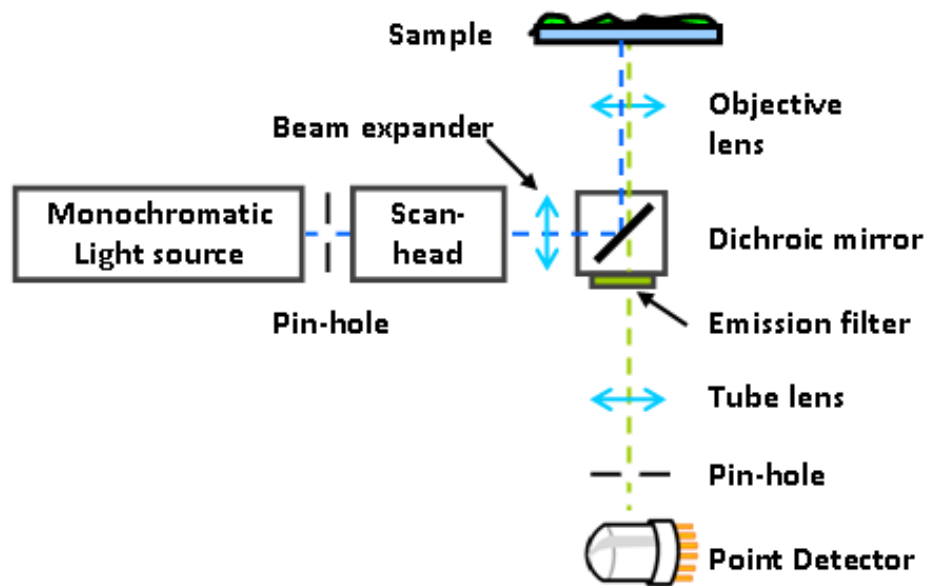 Sample
Objective
lens
Beam expander
Monochromatic
Light source
Scan-
head
Dichroic mirror
Pin-hole
Emission filter
Tube lens
Pin-hole
Point Detector